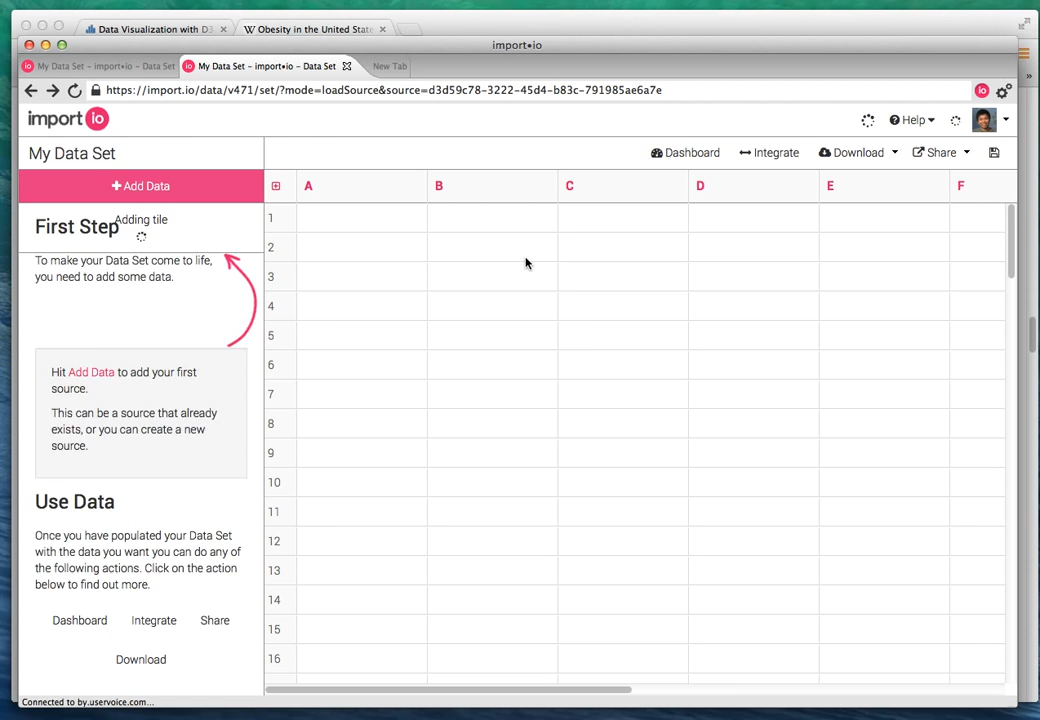 Data Visualization with D3
Obesity in the United State
import•io
My Data Set – import•io – Data Set
My Data Set – import•io – Data Set
New Tab
https://import.io/data/v471/set/?mode=loadSource&source=d3d59c78-3222-45d4-b83c-791985ae6a7e
io
import io
Help
My Data Set
Dashboard
Integrate
Download
Share
+ Add Data
A B C D E F
First Step
Adding tile
To make your Data Set come to life,
you need to add some data.
Hit Add Data to add your first
source.
This can be a source that already
exists, or you can create a new
source.
Use Data
Once you have populated your Data Set
with the data you want you can do any of
the following actions. Click on the action
below to find out more.
Dashboard Integrate Share
Download
1
2
3
4
5
6
7
8
9
10
11
12
13
14
15
16
Connected to by.uservoice.com...